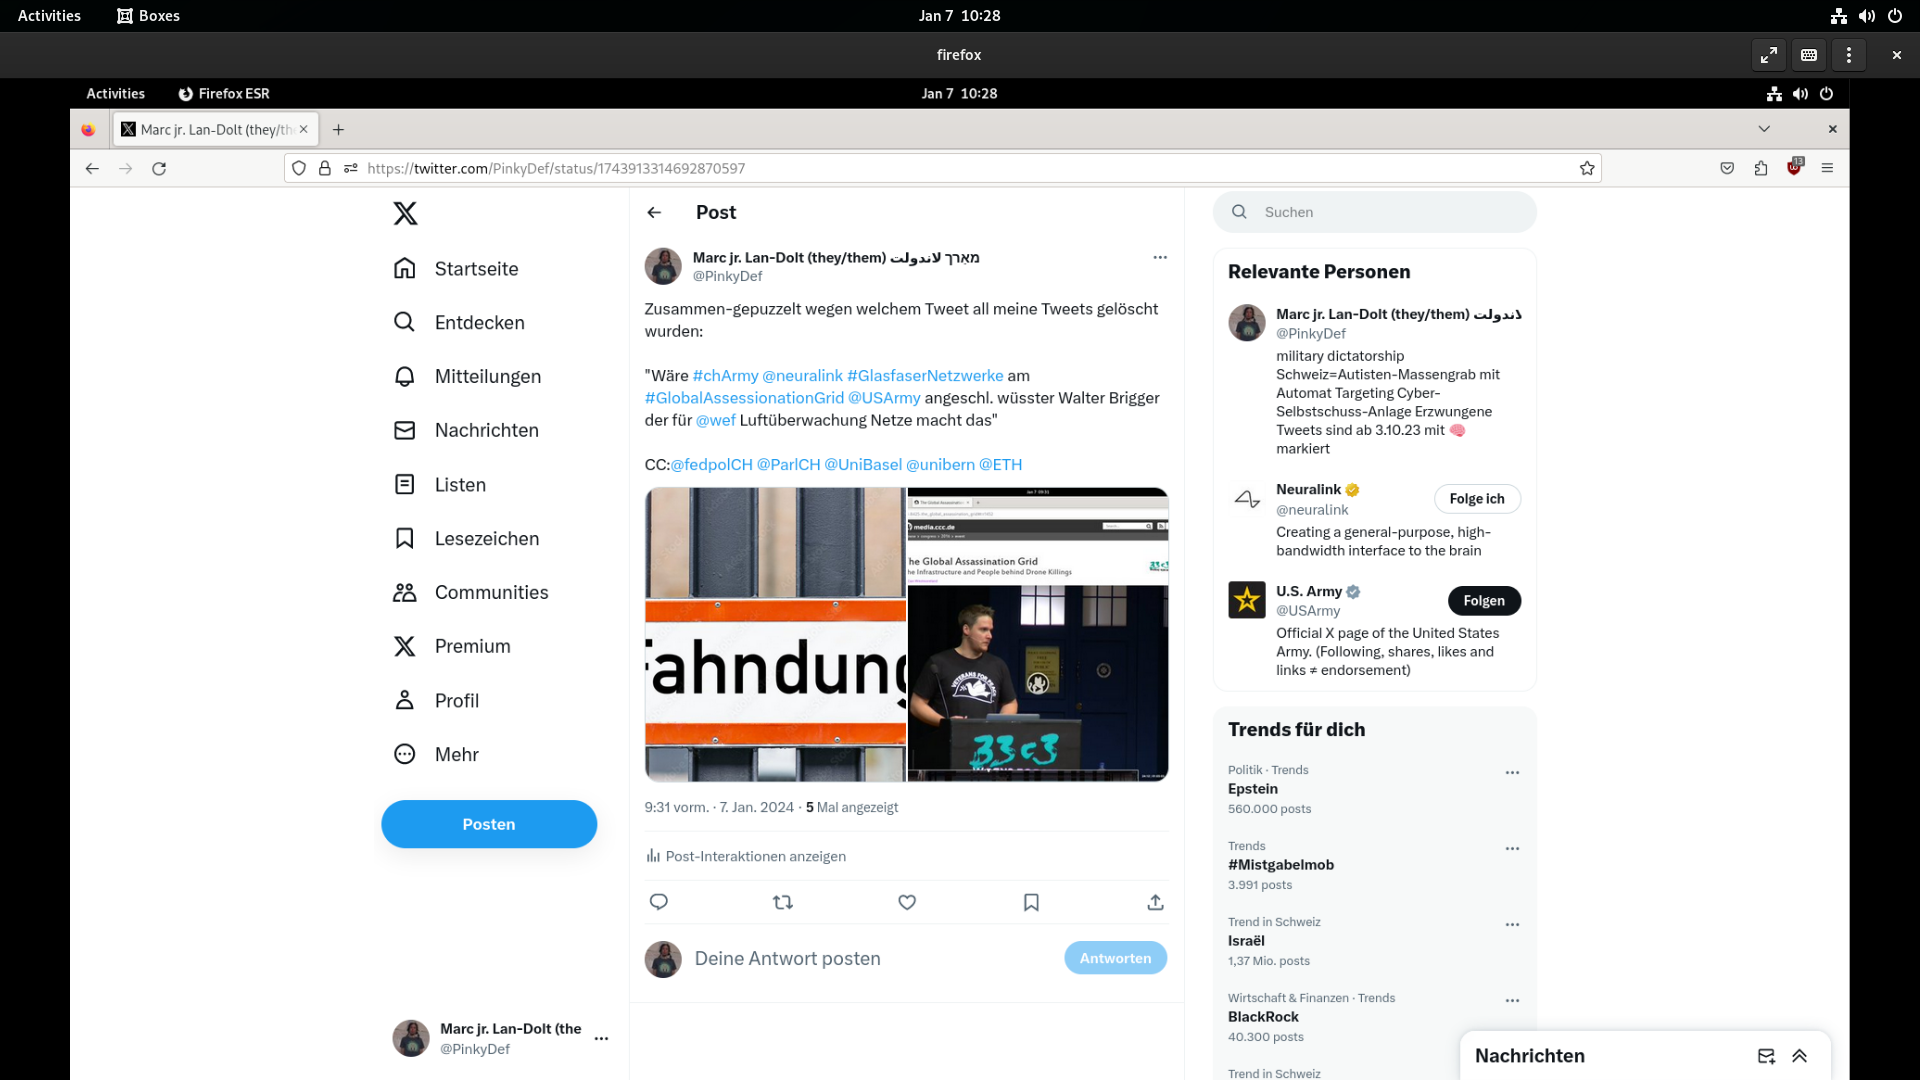 Activities
Boxes
Jan 7 10:28
firefox
Activities
Firefox ESR
Jan 7 10:28
Marc jr. Lan-Dolt (they/the
https://twitter.com/PinkyDef/status/1743913314692870597
13
Startseite
Entdecken
Mitteilungen
Nachrichten
Listen
Lesezeichen
Communities
Premium
Profil
Mehr
Posten
Marc jr. Lan-Dolt (the
@PinkyDef
Post
Marc jr. Lan-Dolt (they/them) מאַרך لاندولت
@PinkyDef
Zusammen-gepuzzelt wegen welchem Tweet all meine Tweets gelöscht
wurden:
"Wäre #chArmy @neuralink #GlasfaserNetzwerke am
#GlobalAssessionationGrid @USArmy angeschl. wüsster Walter Brigger
der für @wef Luftüberwachung Netze macht das"
CC:@fedpolCH @ParlCH @UniBasel @unibern @ETH
Fahndung
media.ccc.de
he Global Assassination Grid
he Infrastructure and People behind Drone Killings
VETERANS FOR PEACE
33c3
9:31 vorm. · 7. Jan. 2024 · 5 Mal angezeigt
Post-Interaktionen anzeigen
Deine Antwort posten
Antworten
Suchen
Relevante Personen
Marc jr. Lan-Dolt (they/them) لاندولت
@PinkyDef
military dictatorship
Schweiz=Autisten-Massengrab mit
Automat Targeting Cyber-
Selbstschuss-Anlage Erzwungene
Tweets sind ab 3.10.23 mit 🧠
markiert
Neuralink
@neuralink
Folge ich
Creating a general-purpose, high-
bandwidth interface to the brain
U.S. Army
@USArmy
Folgen
Official X page of the United States
Army. (Following, shares, likes and
links ≠ endorsement)
Trends für dich
Politik · Trends
Epstein
560.000 posts
Trends
#Mistgabelmob
3.991 posts
Trend in Schweiz
Israël
1,37 Mio. posts
Wirtschaft & Finanzen · Trends
BlackRock
40.300 posts
Trend in Schweiz
Nachrichten